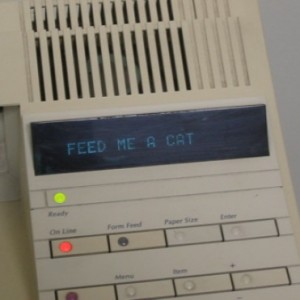 FEED ME A CAT
Ready
On Line Form Feed Paper Size Enter
Menu Item +